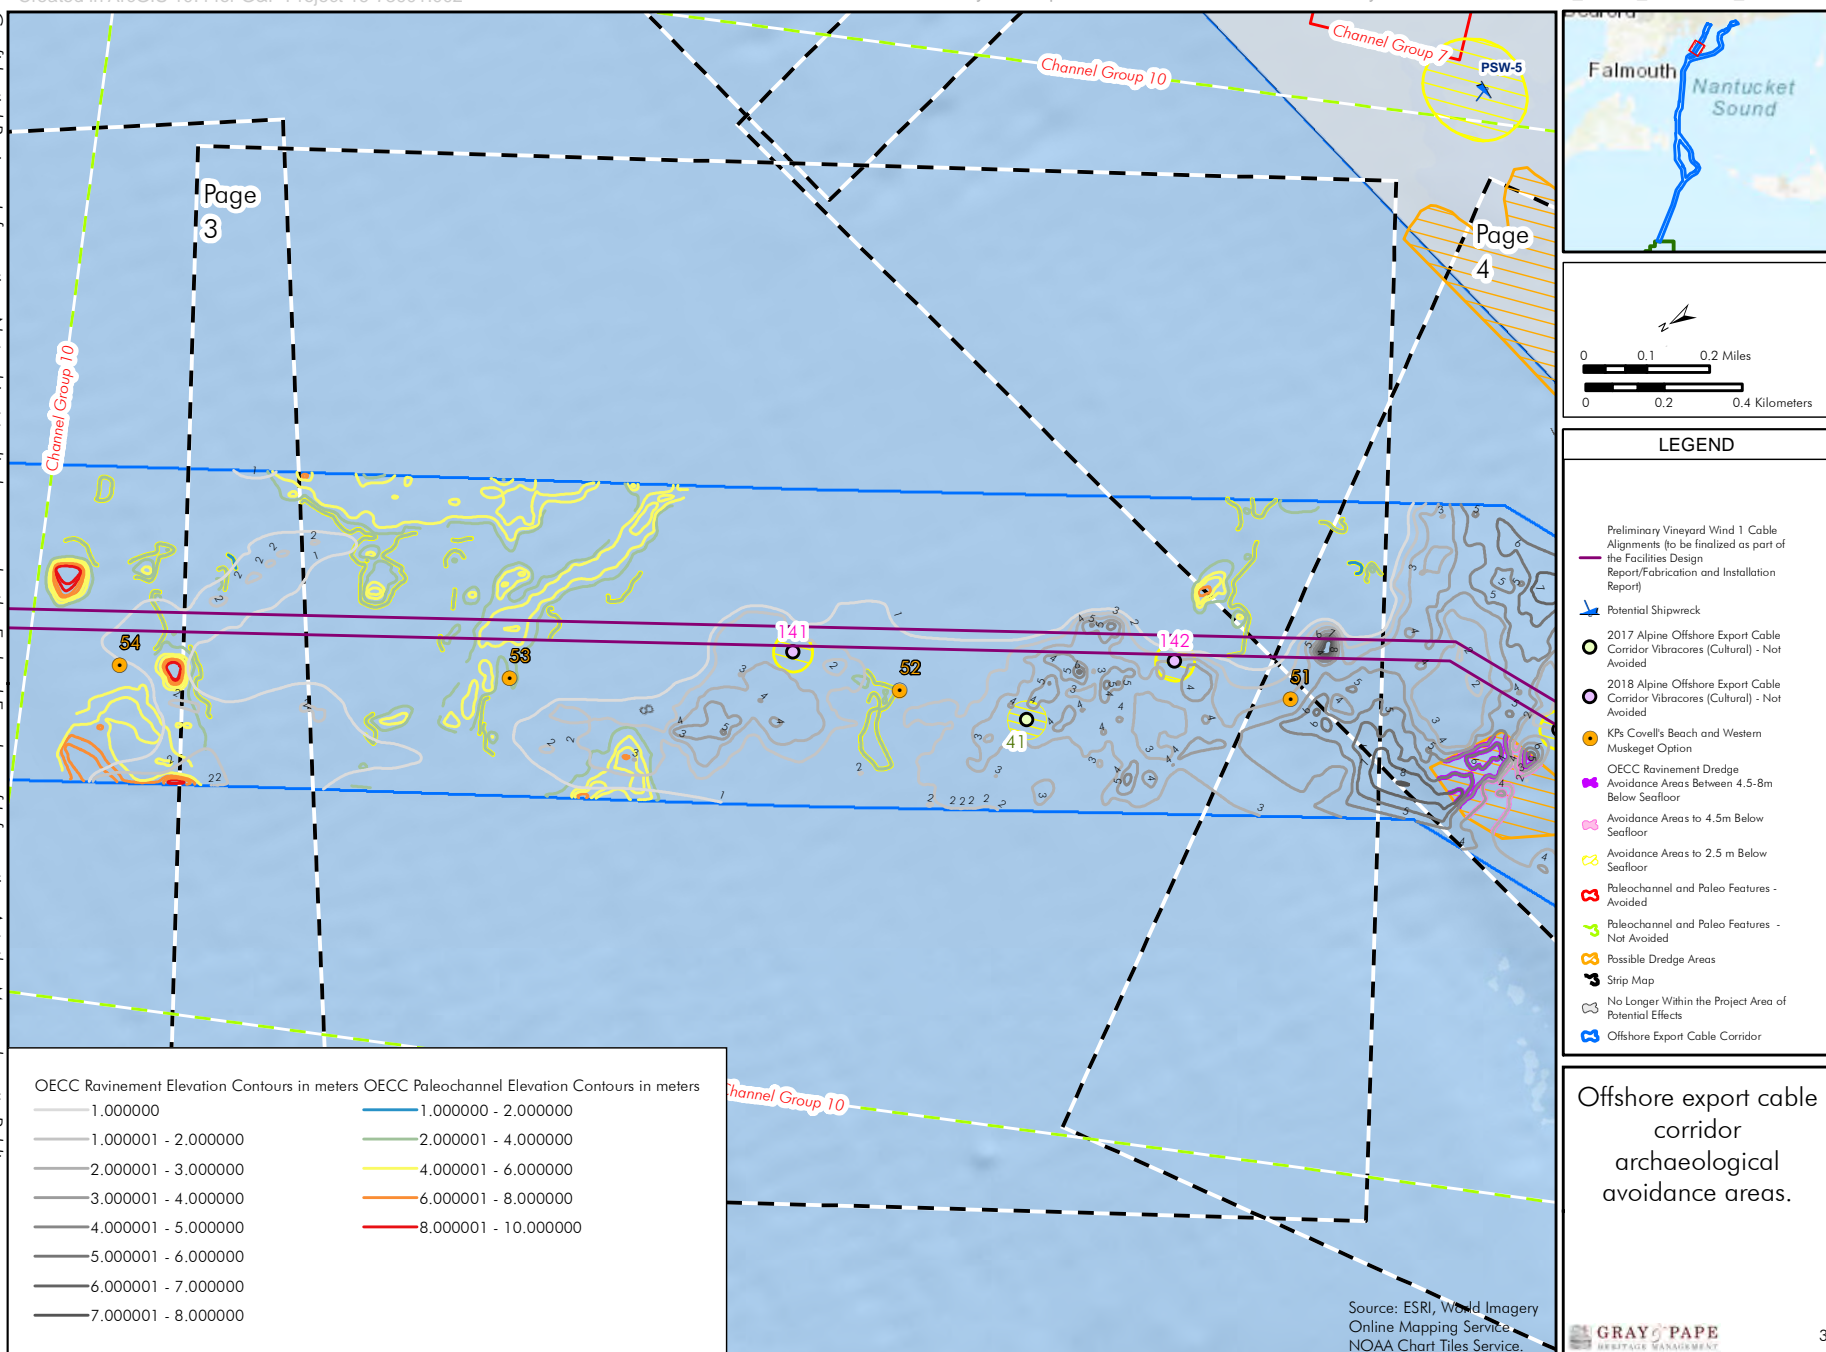 Channel Group 10
Channel Group 7
PSW-5
Page
3
Page
4
Channel Group 10
54
53
141
52
142
51
41
Channel Group 10
OECC Ravinement Elevation Contours in meters
1.000000
1.000001 - 2.000000
2.000001 - 3.000000
3.000001 - 4.000000
4.000001 - 5.000000
5.000001 - 6.000000
6.000001 - 7.000000
7.000001 - 8.000000
OECC Paleochannel Elevation Contours in meters
1.000000 - 2.000000
2.000001 - 4.000000
4.000001 - 6.000000
6.000001 - 8.000000
8.000001 - 10.000000
Source: ESRI, World Imagery
Online Mapping Service,
NOAA Chart Tiles Service.
Falmouth
Nantucket
Sound
N
0 0.1 0.2 Miles
0 0.2 0.4 Kilometers
LEGEND
Preliminary Vineyard Wind 1 Cable
Alignments (to be finalized as part of
the Facilities Design
Report/Fabrication and Installation
Report)
Potential Shipwreck
2017 Alpine Offshore Export Cable
Corridor Vibracores (Cultural) - Not
Avoided
2018 Alpine Offshore Export Cable
Corridor Vibracores (Cultural) - Not
Avoided
KPs Covell's Beach and Western
Muskeget Option
OECC Ravinement Dredge
Avoidance Areas Between 4.5-8m
Below Seafloor
Avoidance Areas to 4.5m Below
Seafloor
Avoidance Areas to 2.5 m Below
Seafloor
Paleochannel and Paleo Features -
Avoided
Paleochannel and Paleo Features -
Not Avoided
Possible Dredge Areas
Strip Map
No Longer Within the Project Area of
Potential Effects
Offshore Export Cable Corridor
Offshore export cable
corridor
archaeological
avoidance areas.
GRAY & PAPE
HERITAGE MANAGEMENT
3